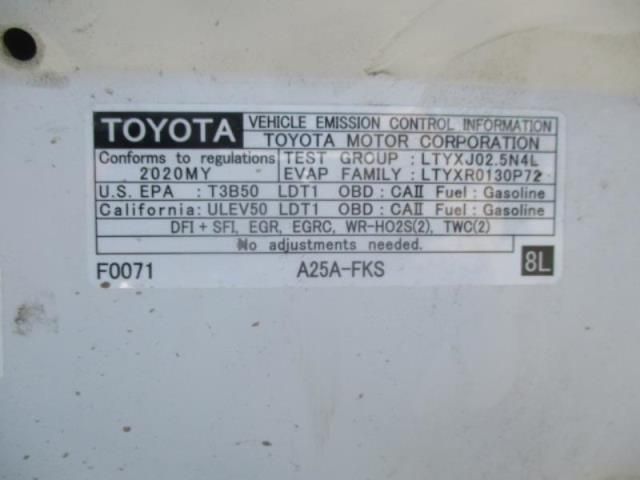 TOYOTA VEHICLE EMISSION CONTROL INFORMATION
TOYOTA MOTOR CORPORATION
Conforms to regulations TEST GROUP : LTYXJ02.5N4L
2020MY EVAP FAMILY : LTYXR0130P72
U.S. EPA : T3B50 LDT1 OBD : CAⅡ Fuel : Gasoline
California: ULEV50 LDT1 OBD : CAⅡ Fuel : Gasoline
DFI + SFI, EGR, EGRC, WR-HO2S(2), TWC(2)
No adjustments needed.
F0071 A25A-FKS 8L